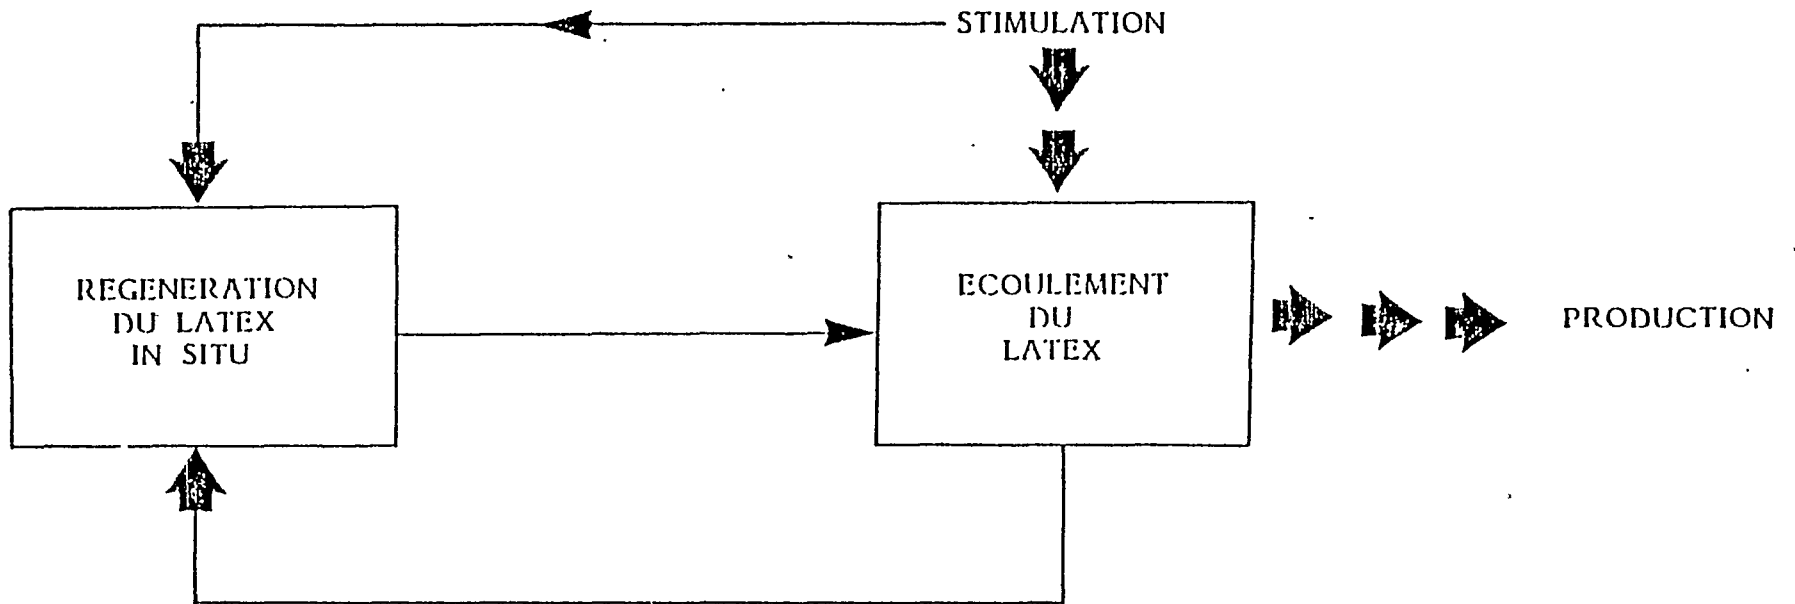 STIMULATION
REGENERATION
DU LATEX
IN SITU
ECOULEMENT
DU
LATEX
PRODUCTION